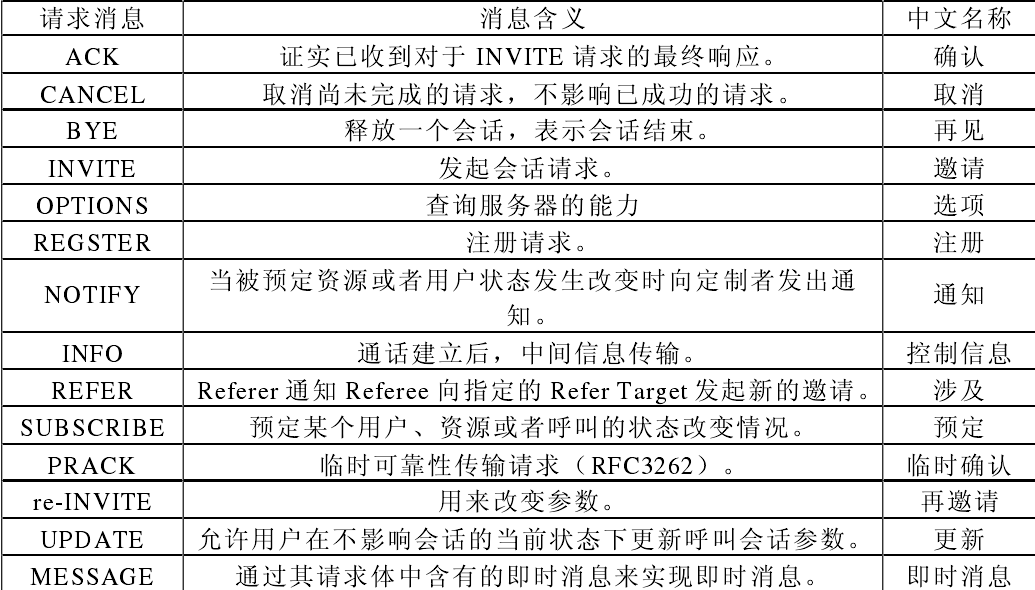 请求消息 消息含义 中文名称
ACK 证实已收到对于 INVITE 请求的最终响应。 确认
CANCEL 取消尚未完成的请求，不影响已成功的请求。 取消
BYE 释放一个会话，表示会话结束。 再见
INVITE 发起会话请求。 邀请
OPTIONS 查询服务器的能力 选项
REGSTER 注册请求。 注册
NOTIFY 当被预定资源或者用户状态发生改变时向定制者发出通 通知
知。
INFO 通话建立后，中间信息传输。 控制信息
REFER Referer 通知 Referee 向指定的 Refer Target 发起新的邀请。 涉及
SUBSCRIBE 预定某个用户、资源或者呼叫的状态改变情况。 预定
PRACK 临时可靠性传输请求（RFC3262）。 临时确认
re-INVITE 用来改变参数。 再邀请
UPDATE 允许用户在不影响会话的当前状态下更新呼叫会话参数。 更新
MESSAGE 通过其请求体中含有的即时消息来实现即时消息。 即时消息